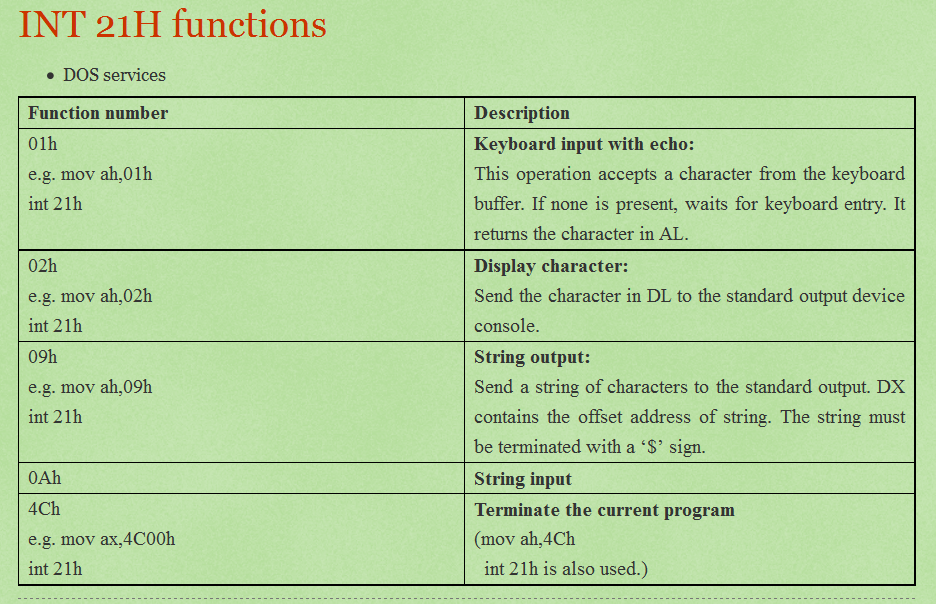 INT 21H functions
• DOS services
Function number
Description
01h
e.g. mov ah,01h
int 21h
Keyboard input with echo:
This operation accepts a character from the keyboard
buffer. If none is present, waits for keyboard entry. It
returns the character in AL.
02h
e.g. mov ah,02h
int 21h
Display character:
Send the character in DL to the standard output device
console.
09h
e.g. mov ah,09h
int 21h
String output:
Send a string of characters to the standard output. DX
contains the offset address of string. The string must
be terminated with a ‘$’ sign.
0Ah
String input
4Ch
e.g. mov ax,4C00h
int 21h
Terminate the current program
(mov ah,4Ch
int 21h is also used.)